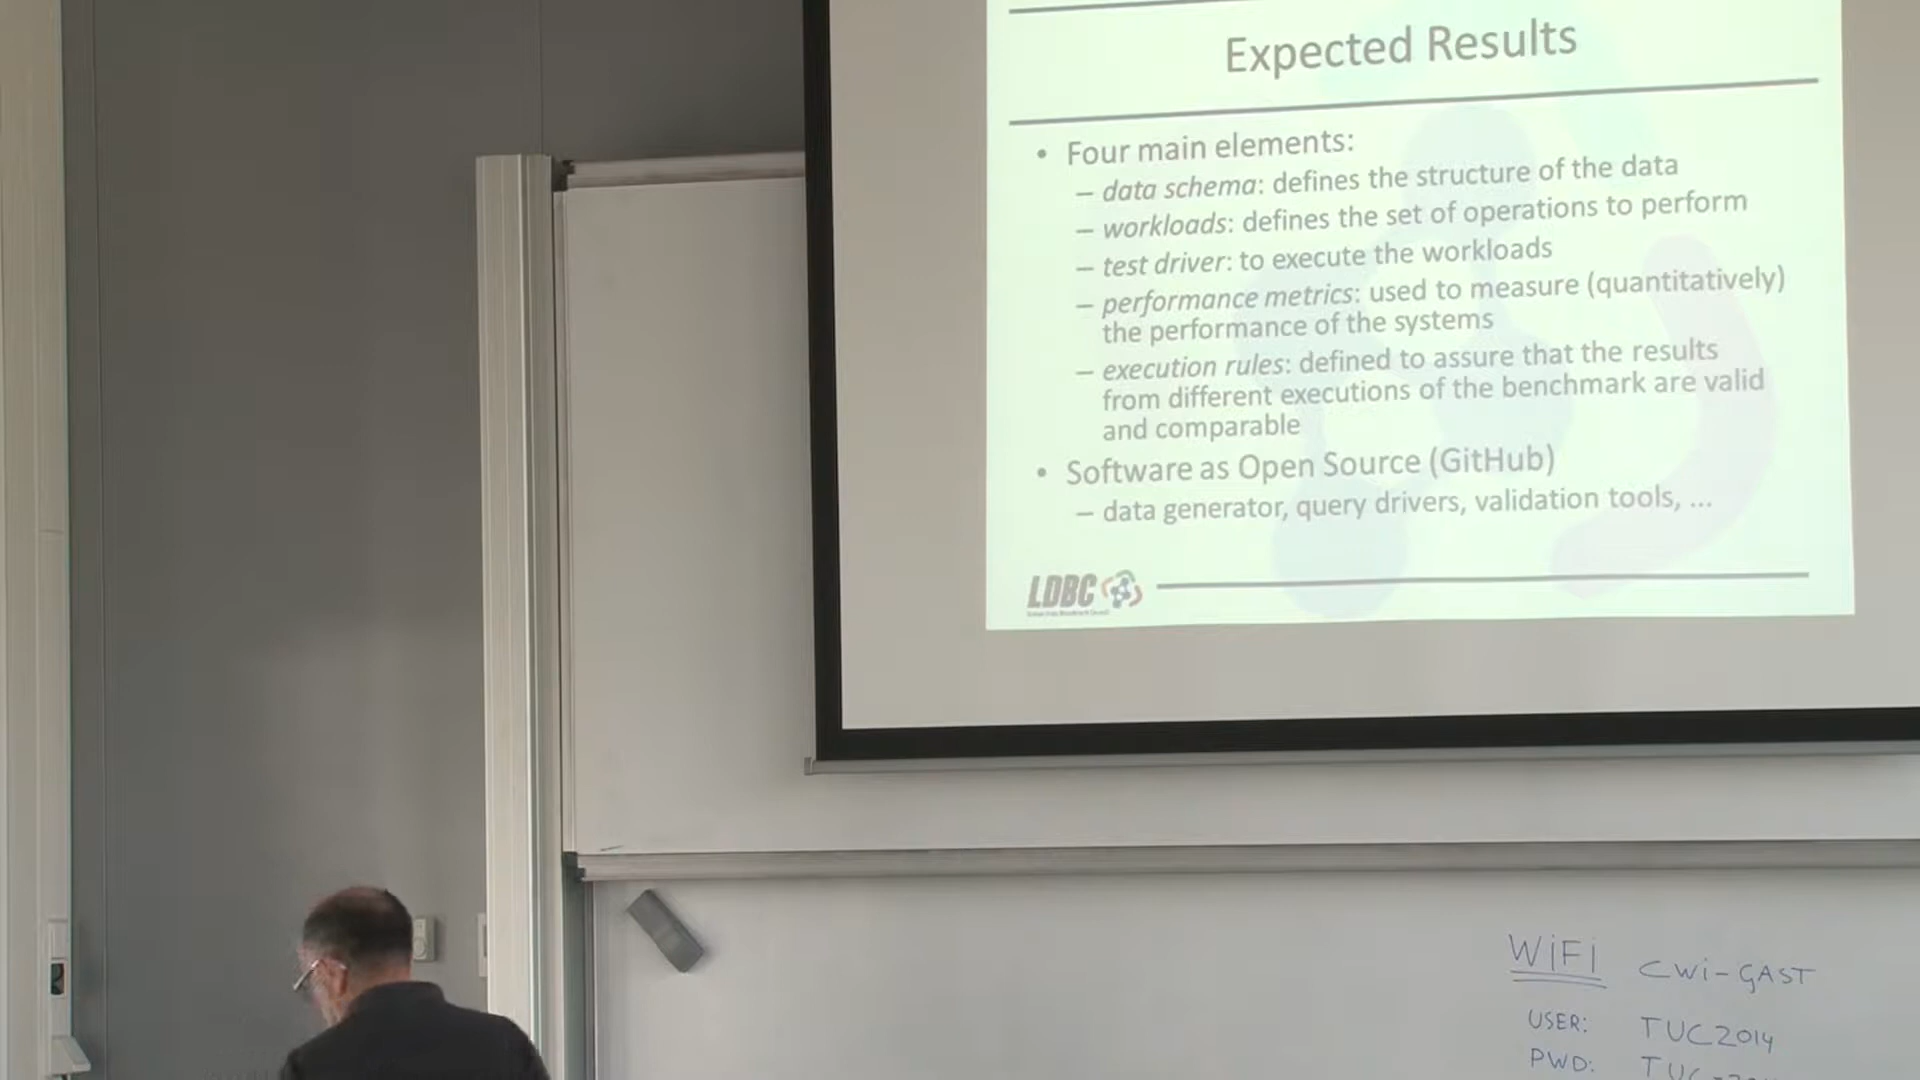 Expected Results
• Four main elements:
– data schema: defines the structure of the data
– workloads: defines the set of operations to perform
– test driver: to execute the workloads
– performance metrics: used to measure (quantitatively)
the performance of the systems
– execution rules: defined to assure that the results
from different executions of the benchmark are valid
and comparable
• Software as Open Source (GitHub)
– data generator, query drivers, validation tools, ...
LDBC
WiFi CWi-GAST
USER: TUC2014
PWD: